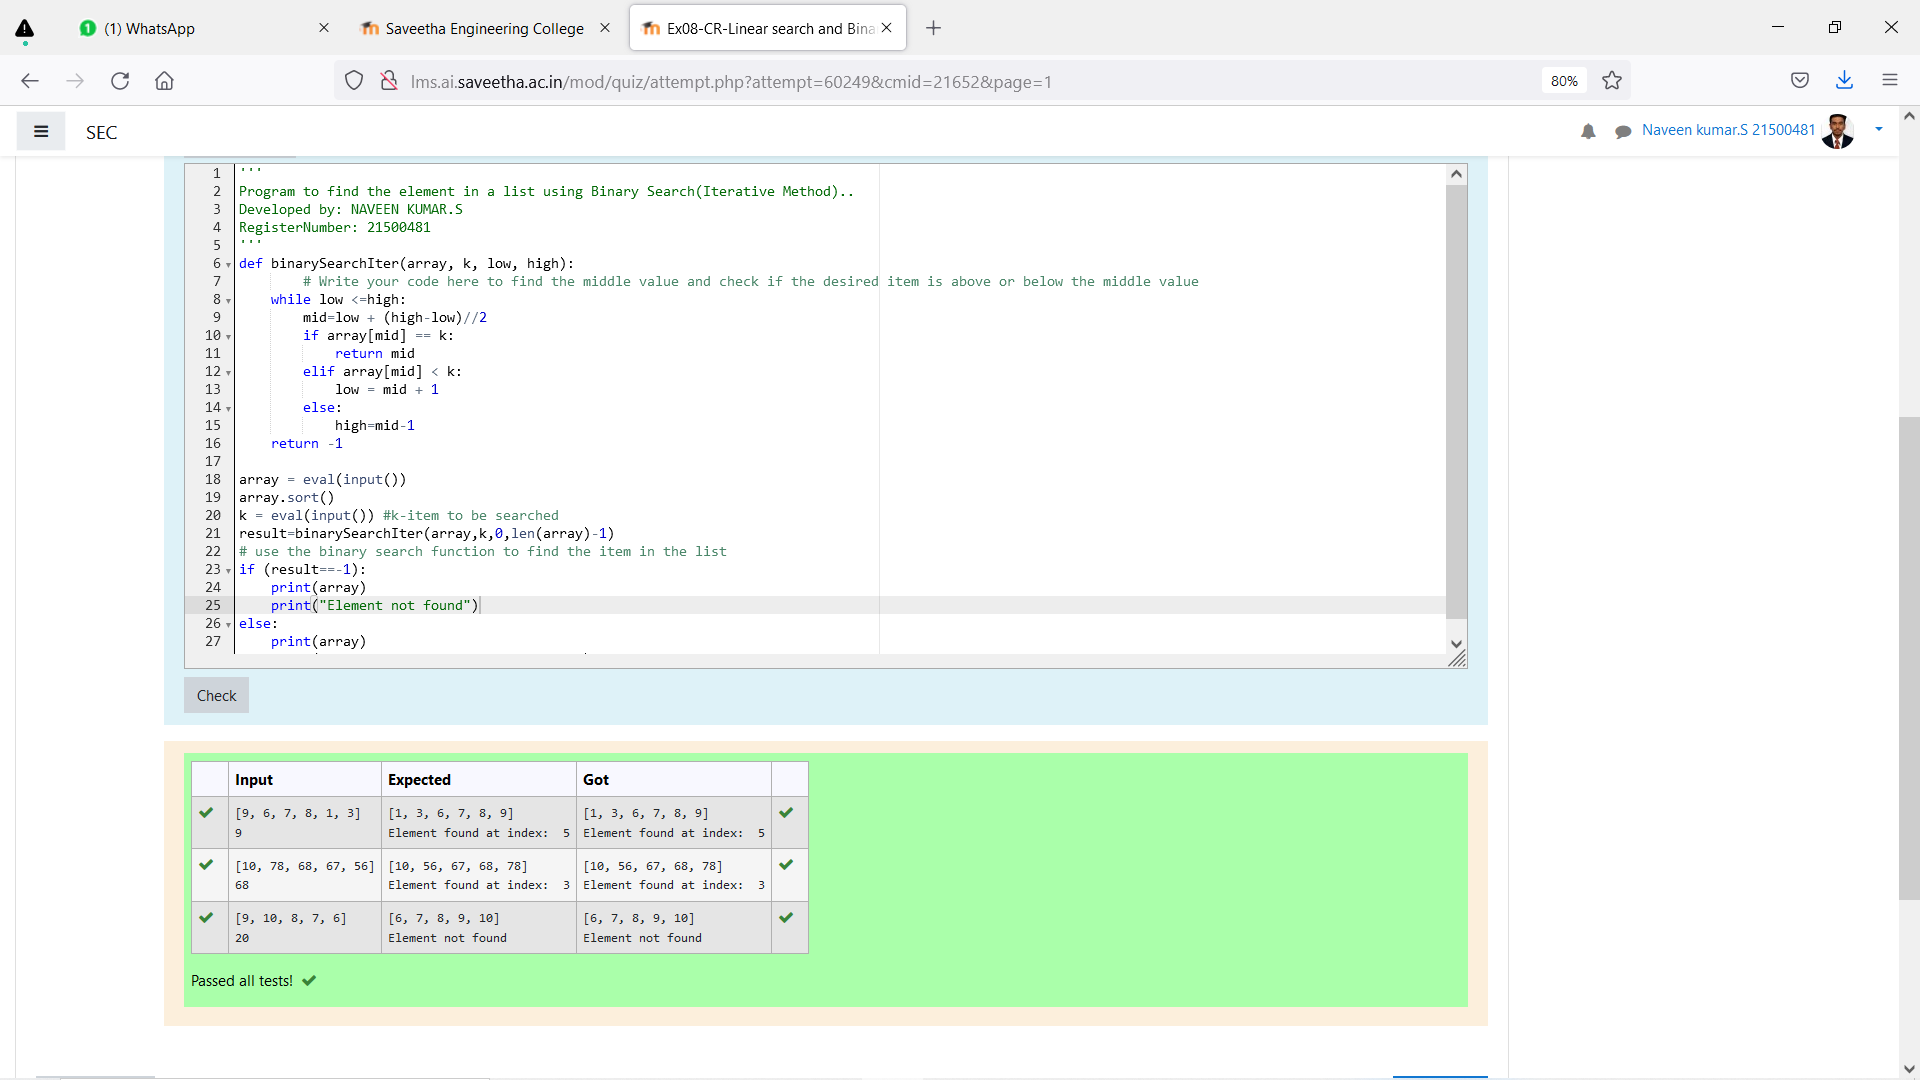 (1) WhatsApp
Saveetha Engineering College
Ex08-CR-Linear search and Bina
lms.ai.saveetha.ac.in/mod/quiz/attempt.php?attempt=60249&cmid=21652&page=1
80%
SEC
Naveen kumar.S 21500481
1 '''
2 Program to find the element in a list using Binary Search(Iterative Method)..
3 Developed by: NAVEEN KUMAR.S
4 RegisterNumber: 21500481
5 '''
6 def binarySearchIter(array, k, low, high):
7         # Write your code here to find the middle value and check if the desired item is above or below the middle value
8     while low <=high:
9         mid=low + (high-low)//2
10         if array[mid] == k:
11             return mid
12         elif array[mid] < k:
13             low = mid + 1
14         else:
15             high=mid-1
16     return -1
17
18 array = eval(input())
19 array.sort()
20 k = eval(input()) #k-item to be searched
21 result=binarySearchIter(array,k,0,len(array)-1)
22 # use the binary search function to find the item in the list
23 if (result==-1):
24     print(array)
25     print("Element not found")
26 else:
27     print(array)
Check
Input Expected Got
[9, 6, 7, 8, 1, 3] [1, 3, 6, 7, 8, 9] [1, 3, 6, 7, 8, 9]
9 Element found at index:  5 Element found at index:  5
[10, 78, 68, 67, 56] [10, 56, 67, 68, 78] [10, 56, 67, 68, 78]
68 Element found at index:  3 Element found at index:  3
[9, 10, 8, 7, 6] [6, 7, 8, 9, 10] [6, 7, 8, 9, 10]
20 Element not found Element not found
Passed all tests!